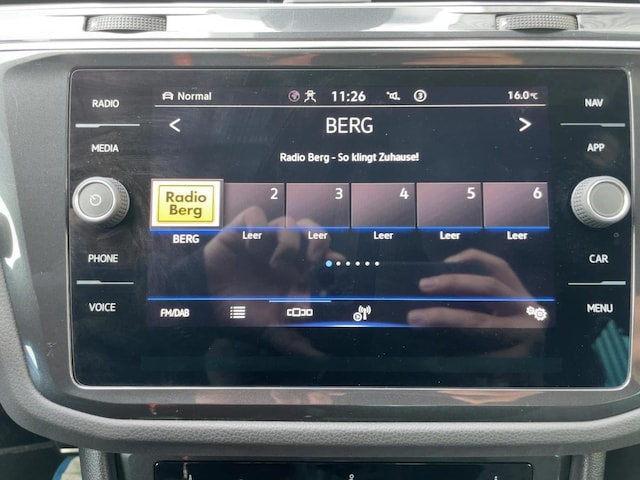 RADIO
MEDIA
PHONE
VOICE
Normal
11:26
3
16.0°C
< BERG >
Radio Berg - So klingt Zuhause!
Radio
Berg
2 3 4 5 6
BERG Leer Leer Leer Leer Leer
FM/DAB
NAV
APP
CAR
MENU